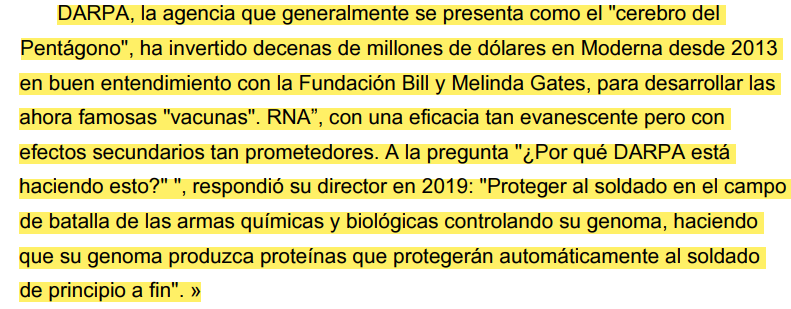 DARPA, la agencia que generalmente se presenta como el "cerebro del
Pentágono", ha invertido decenas de millones de dólares en Moderna desde 2013
en buen entendimiento con la Fundación Bill y Melinda Gates, para desarrollar las
ahora famosas "vacunas". RNA”, con una eficacia tan evanescente pero con
efectos secundarios tan prometedores. A la pregunta "¿Por qué DARPA está
haciendo esto?" ", respondió su director en 2019: "Proteger al soldado en el campo
de batalla de las armas químicas y biológicas controlando su genoma, haciendo
que su genoma produzca proteínas que protegerán automáticamente al soldado
de principio a fin". »